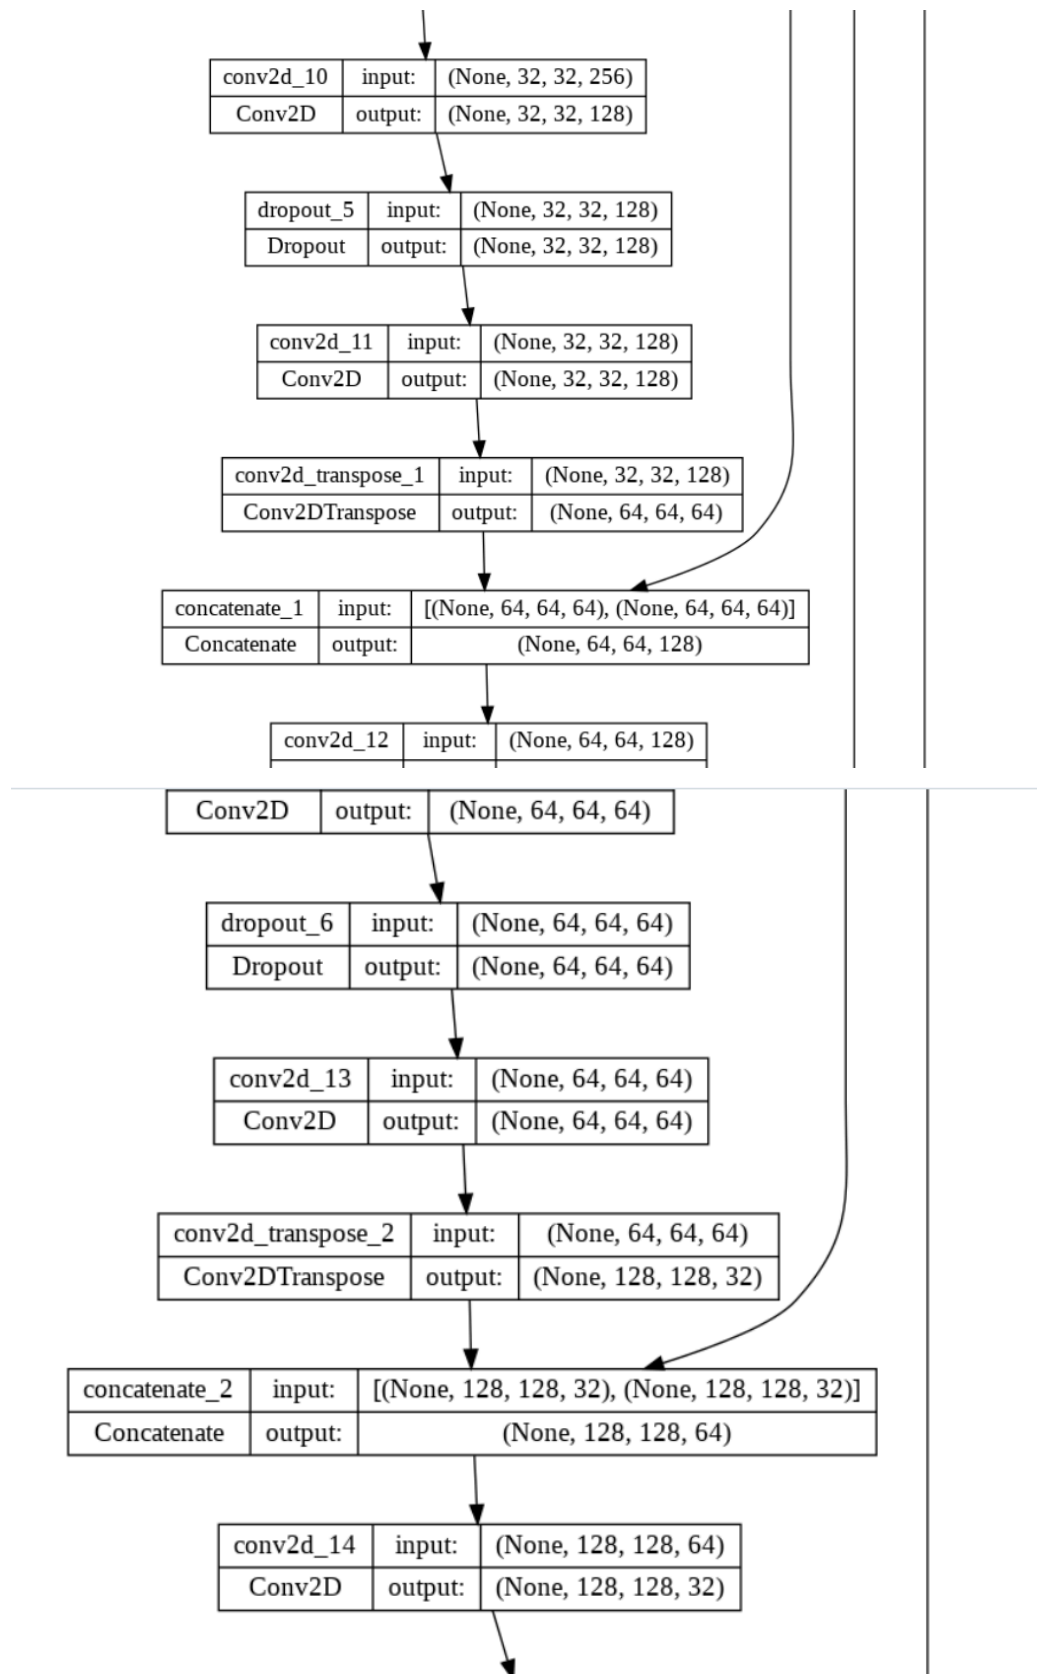 conv2d_10 input: (None, 32, 32, 256)
Conv2D output: (None, 32, 32, 128)
dropout_5 input: (None, 32, 32, 128)
Dropout output: (None, 32, 32, 128)
conv2d_11 input: (None, 32, 32, 128)
Conv2D output: (None, 32, 32, 128)
conv2d_transpose_1 input: (None, 32, 32, 128)
Conv2DTranspose output: (None, 64, 64, 64)
concatenate_1 input: [(None, 64, 64, 64), (None, 64, 64, 64)]
Concatenate output: (None, 64, 64, 128)
conv2d_12 input: (None, 64, 64, 128)
Conv2D output: (None, 64, 64, 64)
dropout_6 input: (None, 64, 64, 64)
Dropout output: (None, 64, 64, 64)
conv2d_13 input: (None, 64, 64, 64)
Conv2D output: (None, 64, 64, 64)
conv2d_transpose_2 input: (None, 64, 64, 64)
Conv2DTranspose output: (None, 128, 128, 32)
concatenate_2 input: [(None, 128, 128, 32), (None, 128, 128, 32)]
Concatenate output: (None, 128, 128, 64)
conv2d_14 input: (None, 128, 128, 64)
Conv2D output: (None, 128, 128, 32)